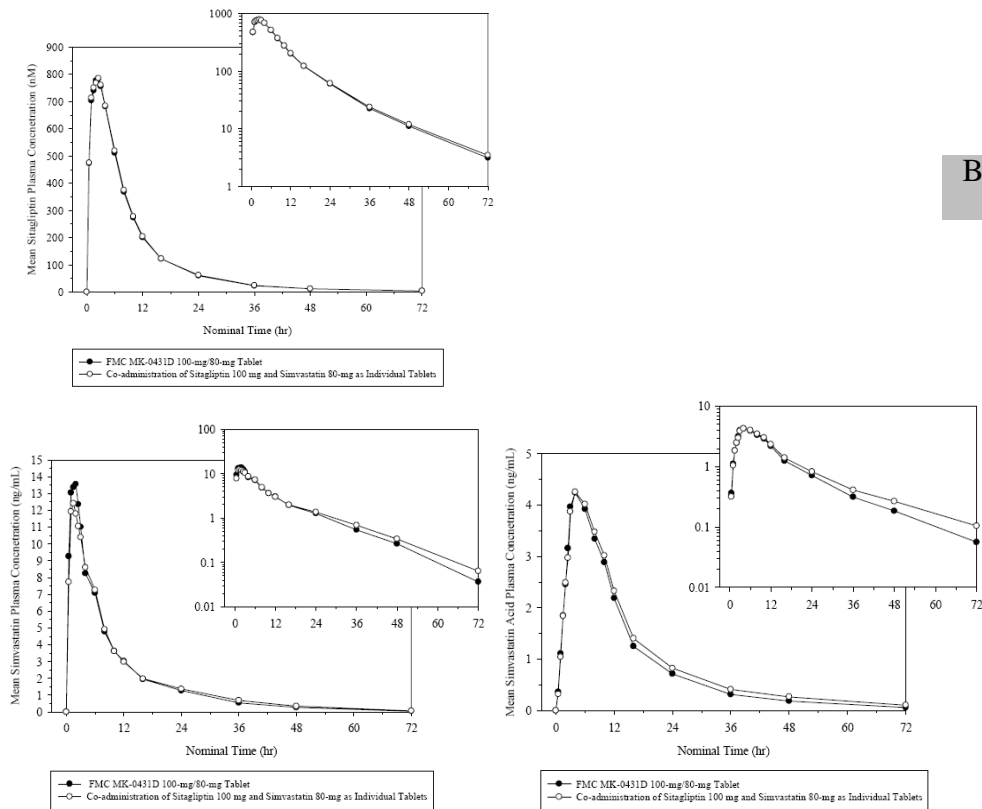 1000
100
10
1
0 12 24 36 48 60 72
900
800
700
600
500
400
300
200
100
0
Mean Sitagliptin Plasma Concnetration (nM)
0 12 24 36 48 60 72
Nominal Time (hr)
FMC MK-0431D 100-mg/80-mg Tablet
Co-administration of Sitagliptin 100 mg and Simvastatin 80-mg as Individual Tablets
B
100
10
1
0.1
0.01
0 12 24 36 48 60 72
15
14
13
12
11
10
9
8
7
6
5
4
3
2
1
0
Mean Simvastatin Plasma Concnetration (ng/mL)
0 12 24 36 48 60 72
Nominal Time (hr)
FMC MK-0431D 100-mg/80-mg Tablet
Co-administration of Sitagliptin 100 mg and Simvastatin 80-mg as Individual Tablets
10
1
0.1
0.01
0 12 24 36 48 60 72
5
4
3
2
1
0
Mean Simvastatin Acid Plasma Concnetration (ng/mL)
0 12 24 36 48 60 72
Nominal Time (hr)
FMC MK-0431D 100-mg/80-mg Tablet
Co-administration of Sitagliptin 100 mg and Simvastatin 80-mg as Individual Tablets